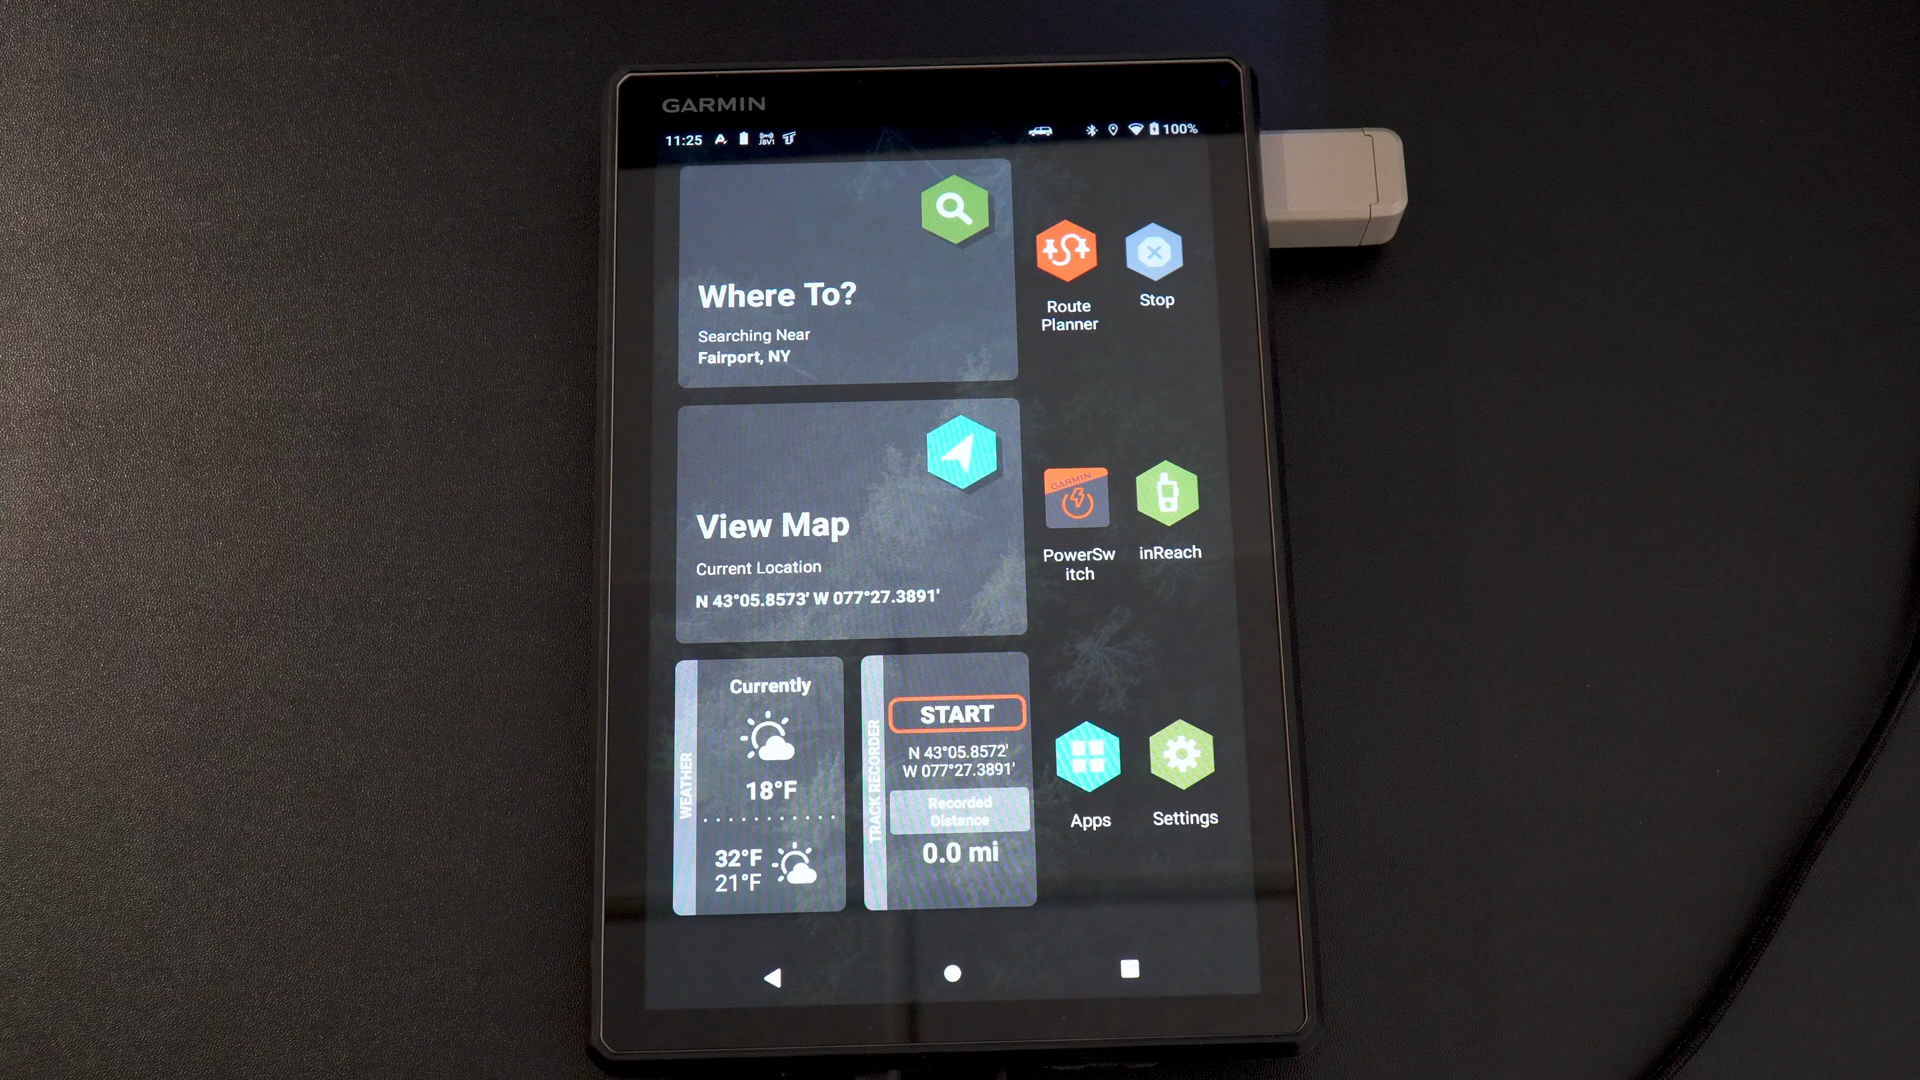 GARMIN
11:25
100%
Where To?
Searching Near
Fairport, NY
Route
Planner
Stop
View Map
Current Location
N 43°05.8573' W 077°27.3891'
GARMIN
PowerSw
itch
inReach
WEATHER
Currently
18°F
32°F
21°F
TRACK RECORDER
START
N 43°05.8572'
W 077°27.3891'
Recorded
Distance
0.0 mi
Apps
Settings